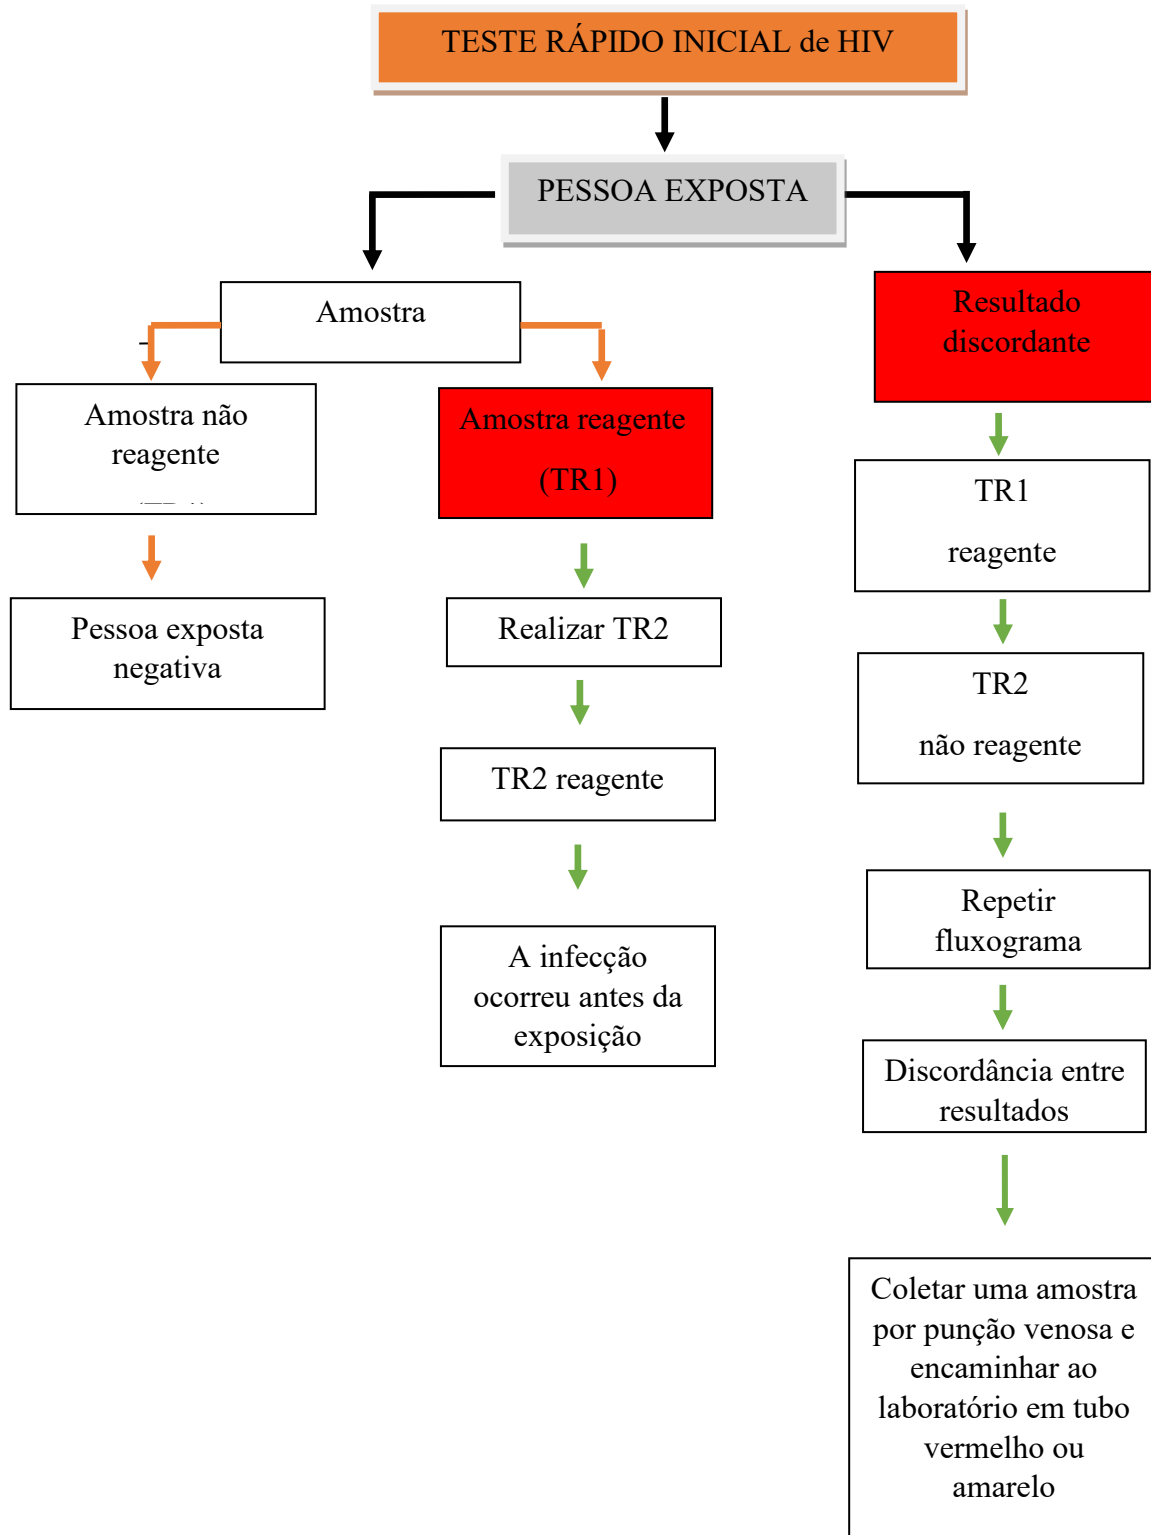 TESTE RÁPIDO INICIAL de HIV
PESSOA EXPOSTA
Amostra
Amostra não
reagente
Pessoa exposta
negativa
Amostra reagente
(TR1)
Realizar TR2
TR2 reagente
A infecção
ocorreu antes da
exposição
Resultado
discordante
TR1
reagente
TR2
não reagente
Repetir
fluxograma
Discordância entre
resultados
Coletar uma amostra
por punção venosa e
encaminhar ao
laboratório em tubo
vermelho ou
amarelo